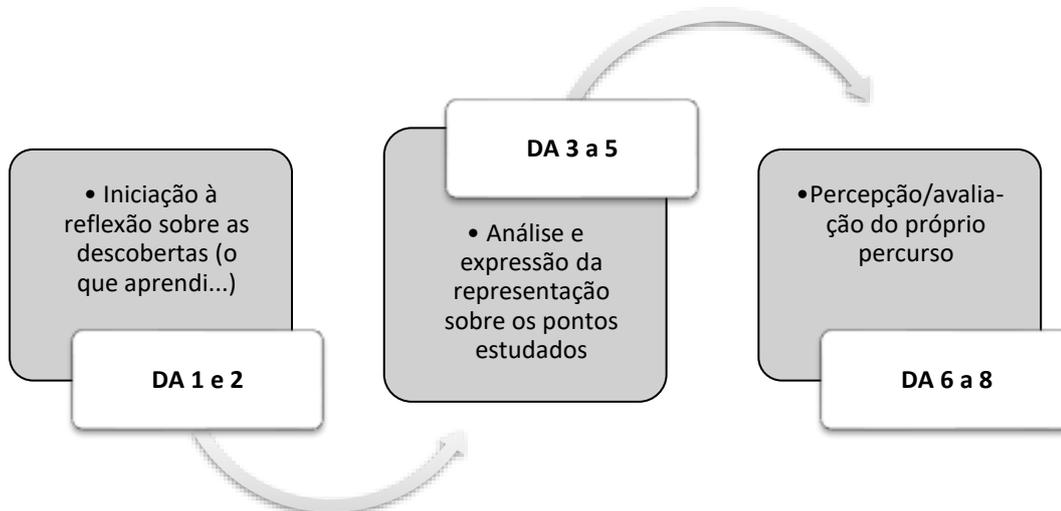 • Iniciação à
reflexão sobre as
descobertas (o
que aprendi...)
DA 1 e 2
DA 3 a 5
• Análise e
expressão da
representação
sobre os pontos
estudados
•Percepção/avalia-
ção do próprio
percurso
DA 6 a 8